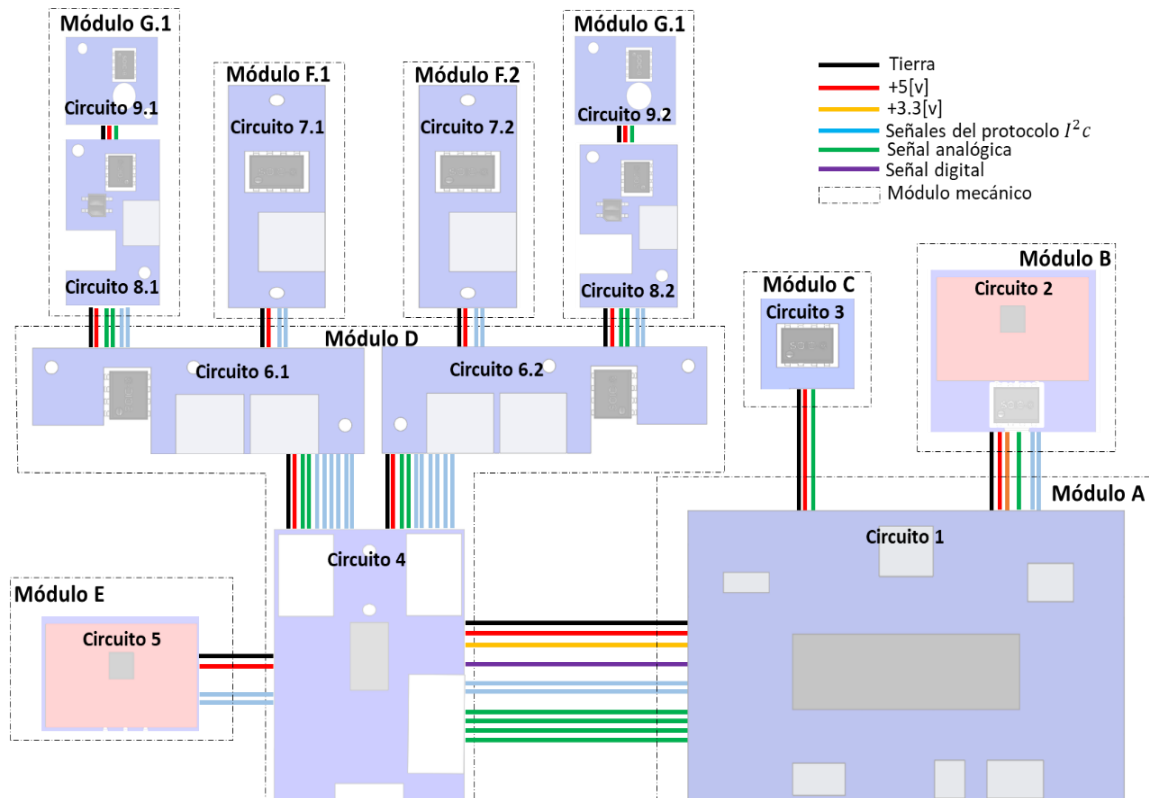 Módulo G.1
Circuito 9.1
Circuito 8.1
Módulo F.1
Circuito 7.1
Módulo F.2
Circuito 7.2
Módulo G.1
Circuito 9.2
Circuito 8.2
Tierra
+5[v]
+3.3[v]
Señales del protocolo I²c
Señal analógica
Señal digital
Módulo mecánico
Módulo D
Circuito 6.1
Circuito 6.2
Módulo C
Circuito 3
Módulo B
Circuito 2
Módulo A
Circuito 1
Circuito 4
Módulo E
Circuito 5